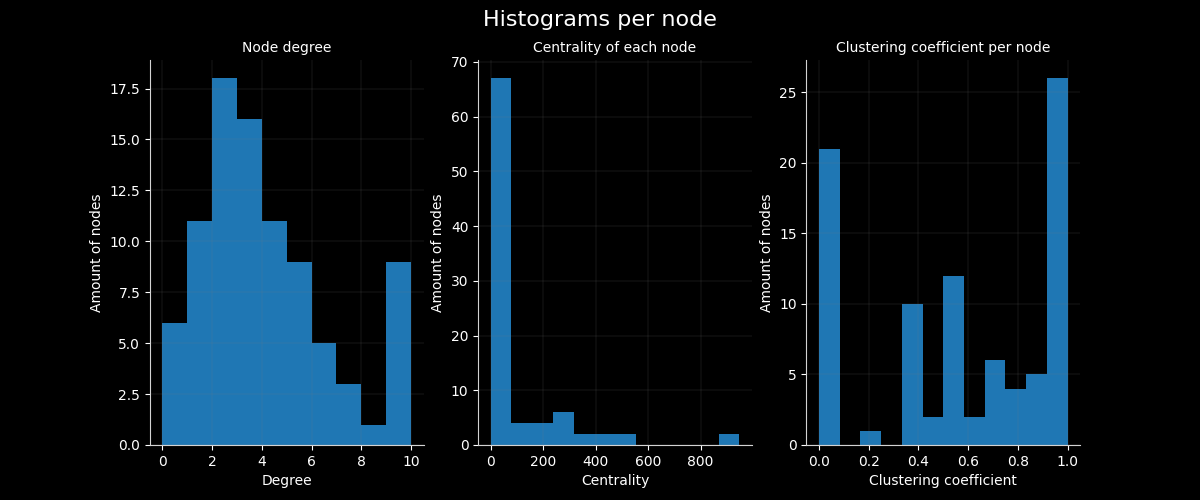 Histograms per node
Node degree
Centrality of each node
Clustering coefficient per node
Amount of nodes
17.5
15.0
12.5
10.0
7.5
5.0
2.5
0.0
0 2 4 6 8 10
Degree
Amount of nodes
70
60
50
40
30
20
10
0
0 200 400 600 800
Centrality
Amount of nodes
25
20
15
10
5
0
0.0 0.2 0.4 0.6 0.8 1.0
Clustering coefficient